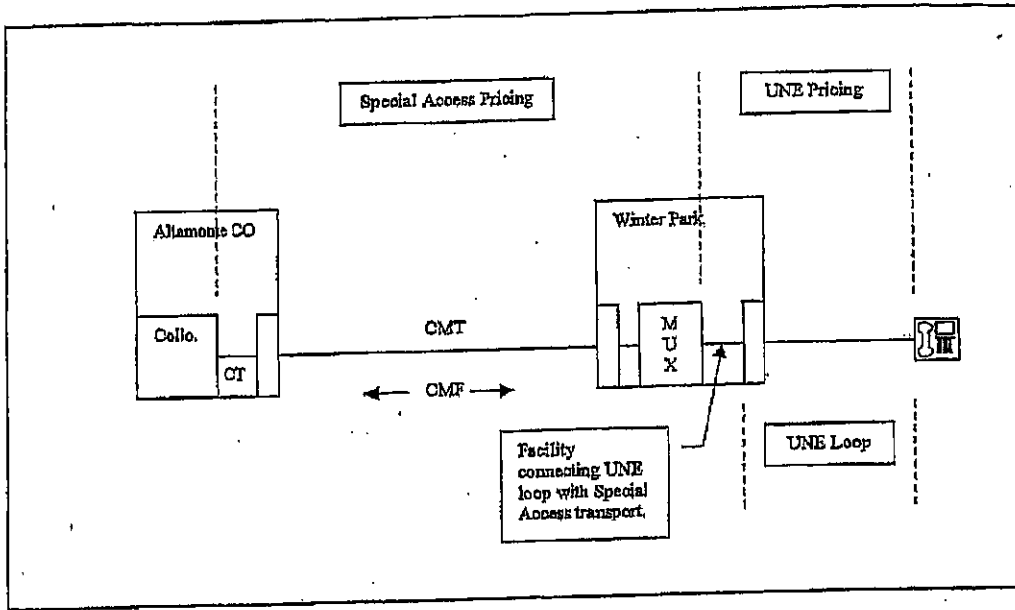 Special Access Pricing
UNE Pricing
Altamonte CO
Winter Park
Collo.
CT
CMT
CMF
M
U
X
Facility
connecting UNE
loop with Special
Access transport.
UNE Loop